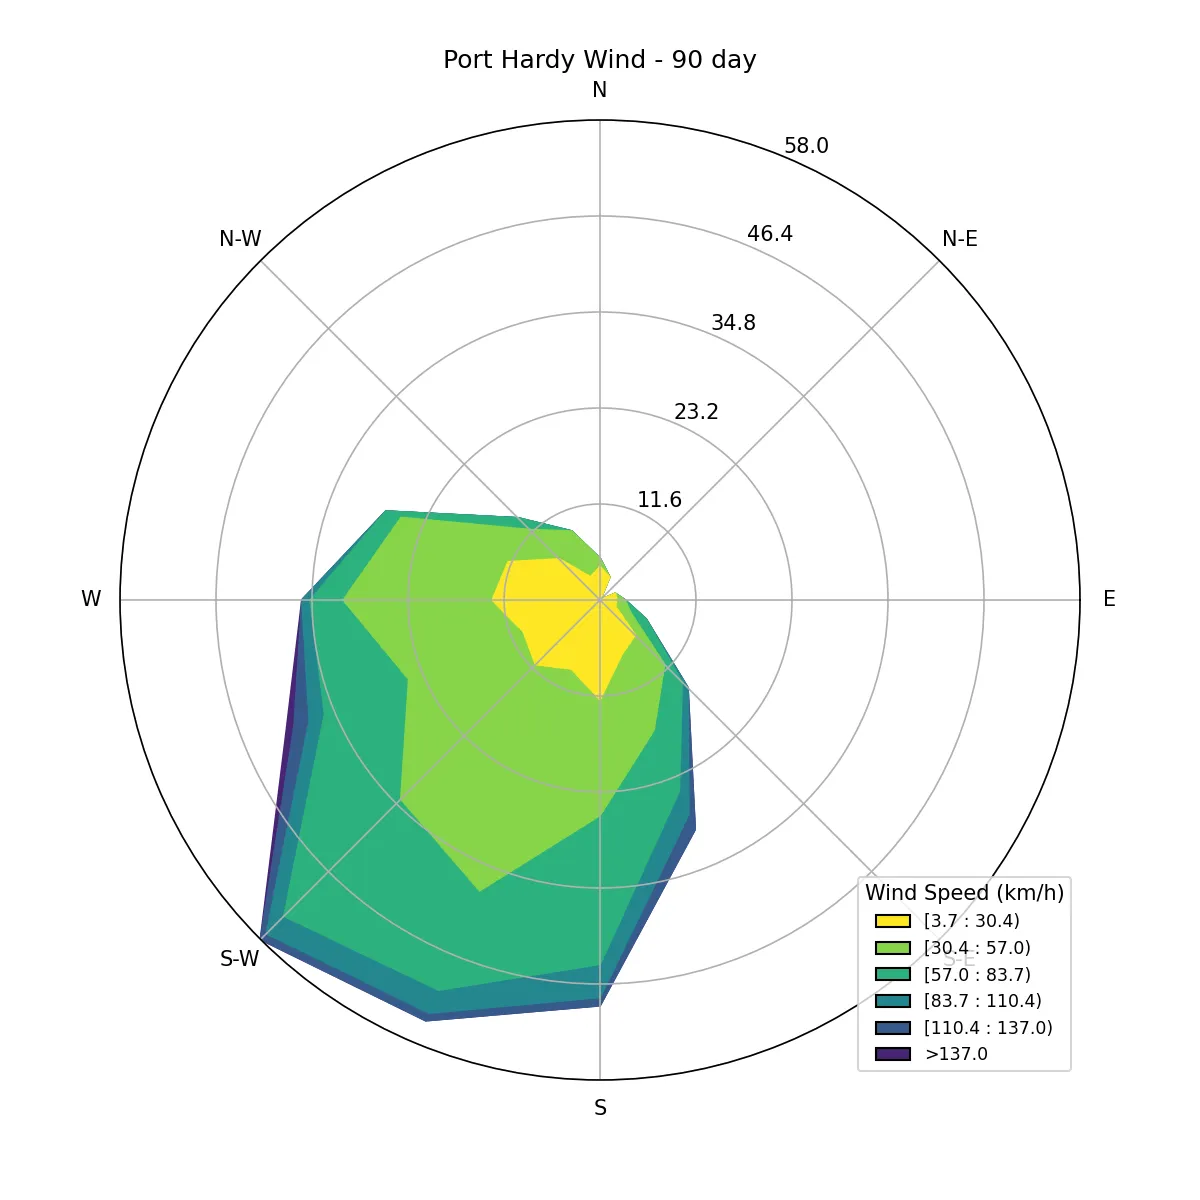 Port Hardy Wind - 90 day
N
58.0
46.4
N-W
N-E
34.8
23.2
11.6
W
E
Wind Speed (km/h)
[3.7 : 30.4)
[30.4 : 57.0)
S-W
S-E
[57.0 : 83.7)
[83.7 : 110.4)
[110.4 : 137.0)
>137.0
S